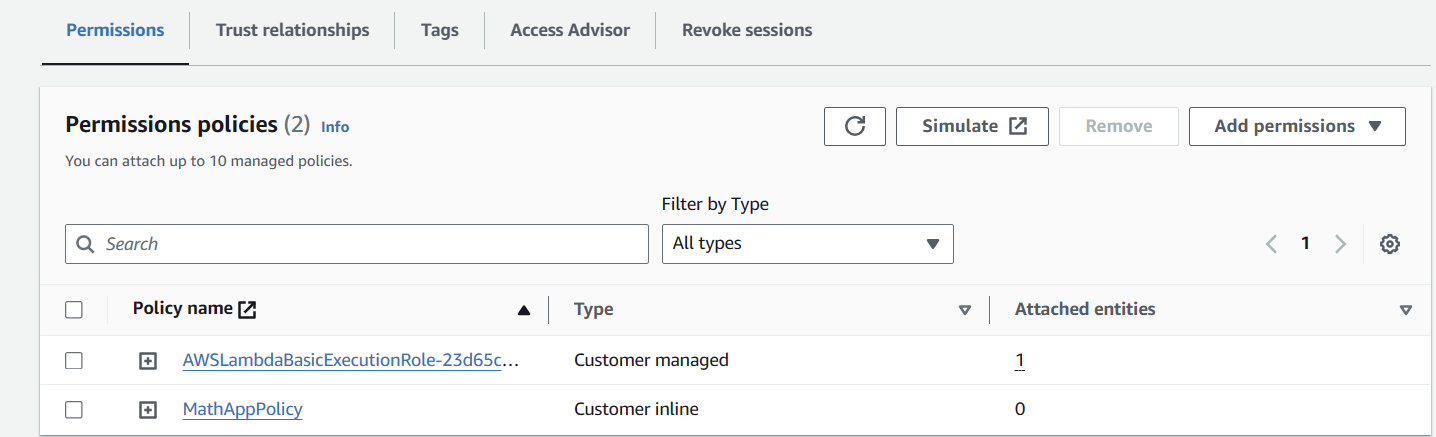 Permissions Trust relationships Tags Access Advisor Revoke sessions
Permissions policies (2) Info
Simulate Remove Add permissions
You can attach up to 10 managed policies.
Filter by Type
Search All types 1
Policy name Type Attached entities
AWSLambdaBasicExecutionRole-23d65c... Customer managed 1
MathAppPolicy Customer inline 0